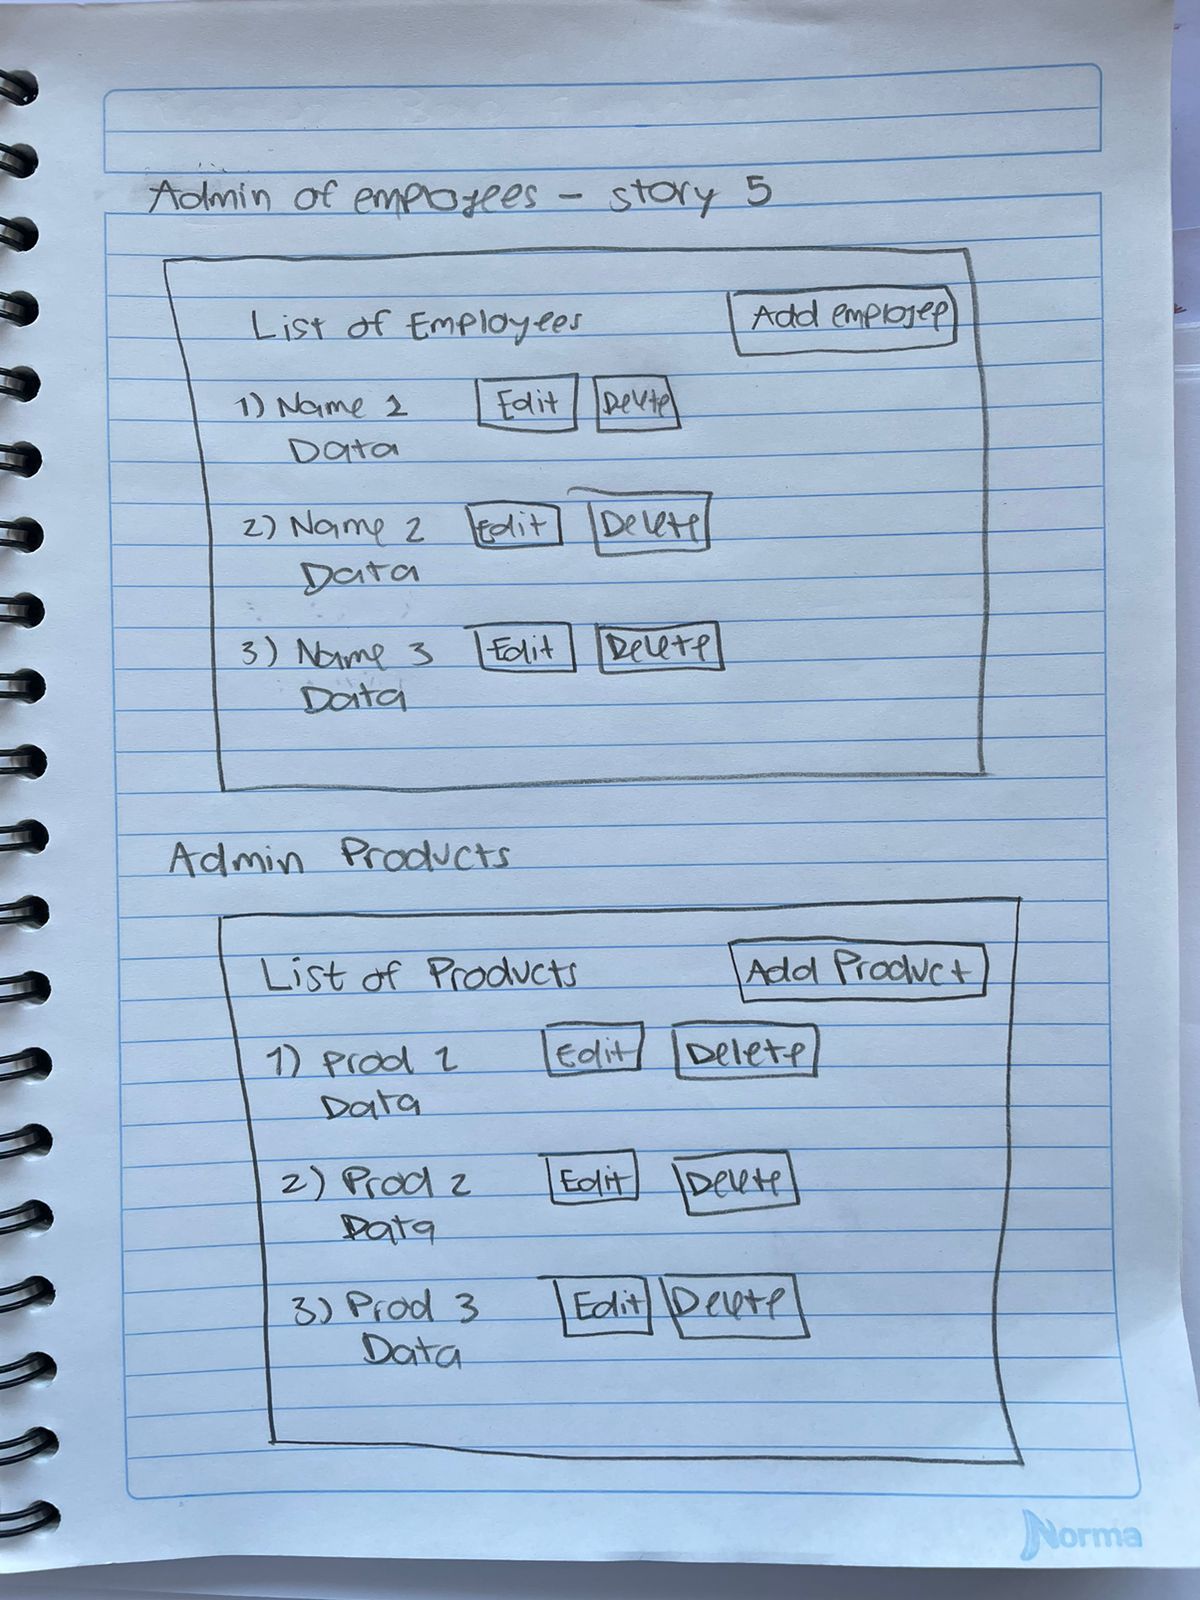 Admin of employees - story 5
List of Employees
Add employee
1) Name 1 Edit Delete
Data
2) Name 2 Edit Delete
Data
3) Name 3 Edit Delete
Data
Admin Products
List of Products
Add Product
1) Prod 1 Edit Delete
Data
2) Prod 2 Edit Delete
Data
3) Prod 3 Edit Delete
Data
Norma